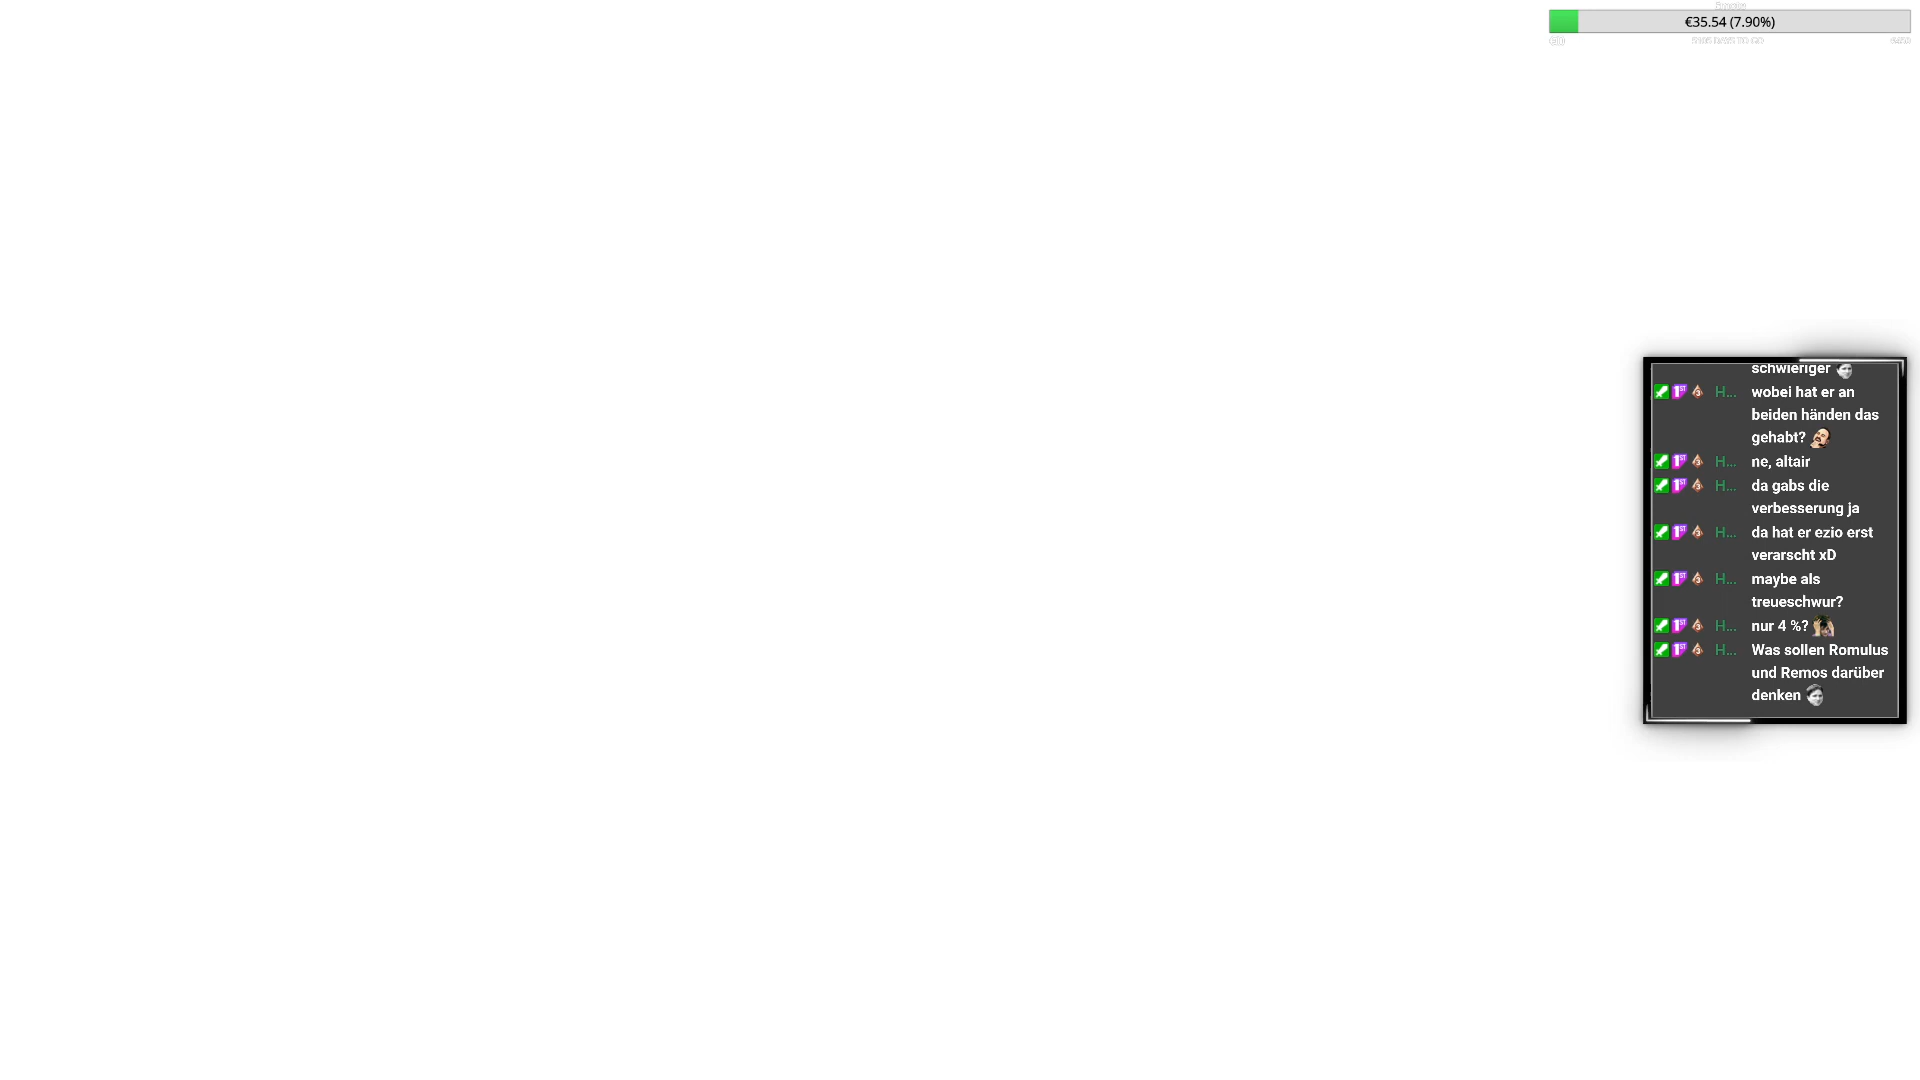 €35.54 (7.90%)
schwieriger
H... wobei hat er an
beiden händen das
gehabt?
H... ne, altair
H... da gabs die
verbesserung ja
H... da hat er ezio erst
verarscht xD
H... maybe als
treueschwur?
H... nur 4 %?
H... Was sollen Romulus
und Remos darüber
denken